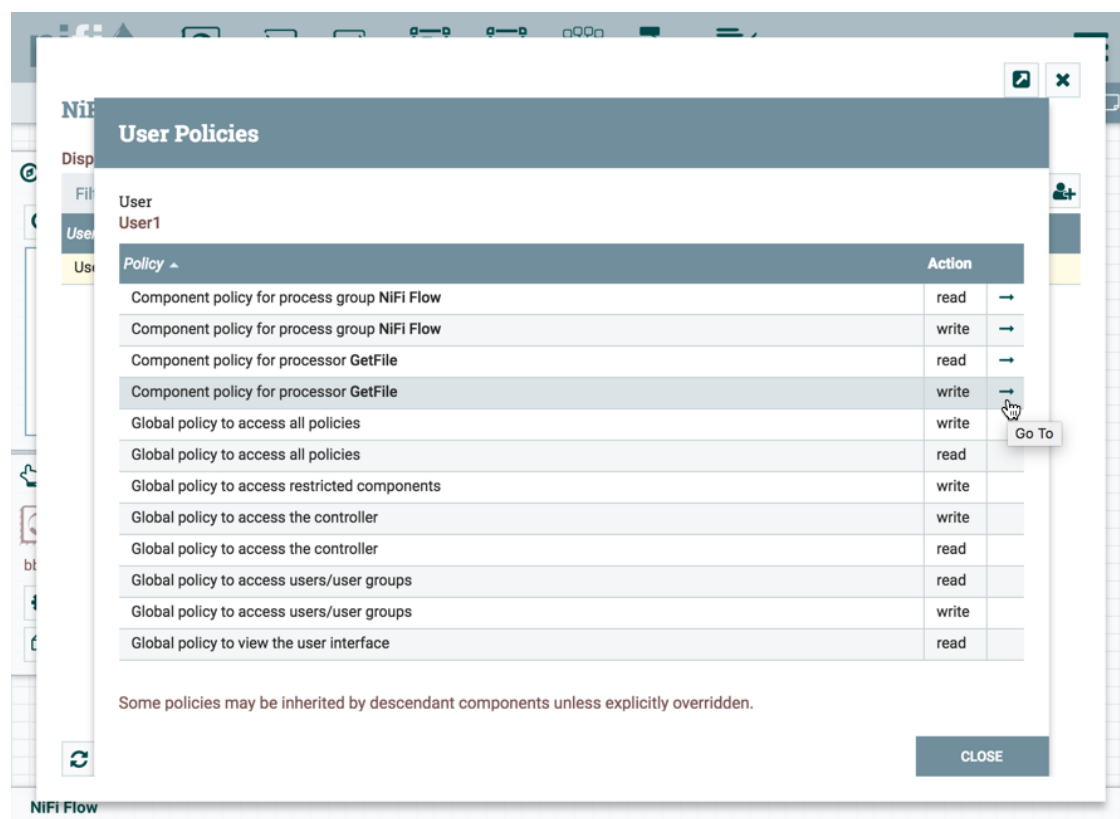 NiF
User Policies
Disp
User
User1
Policy Action
Component policy for process group NiFi Flow read
Component policy for process group NiFi Flow write
Component policy for processor GetFile read
Component policy for processor GetFile write
Global policy to access all policies write
Go To
Global policy to access all policies read
Global policy to access restricted components write
Global policy to access the controller write
Global policy to access the controller read
Global policy to access users/user groups read
Global policy to access users/user groups write
Global policy to view the user interface read
Some policies may be inherited by descendant components unless explicitly overridden.
CLOSE
NiFi Flow